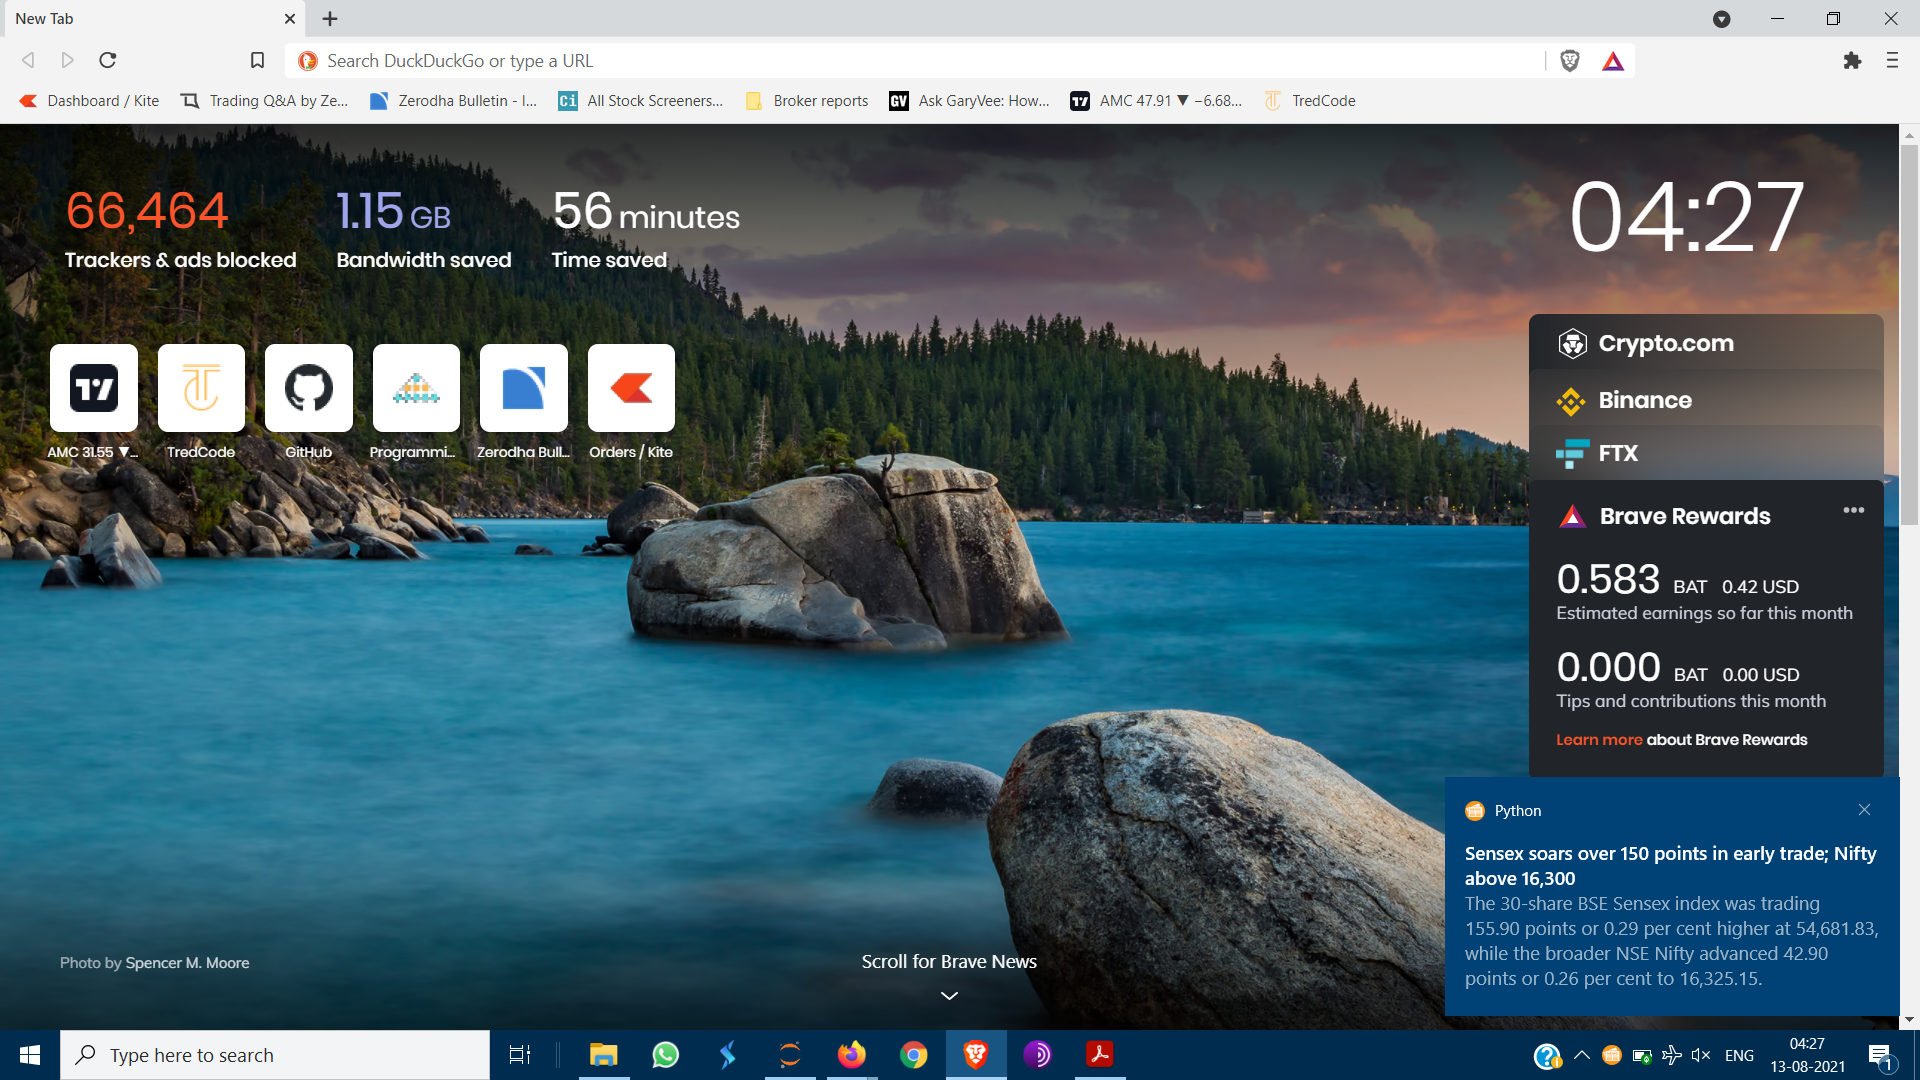 New Tab
Search DuckDuckGo or type a URL
Dashboard / Kite
Trading Q&A by Ze...
Zerodha Bulletin - I...
Ci
All Stock Screeners...
Broker reports
GV
Ask GaryVee: How...
AMC 47.91 ▼ −6.68...
TredCode
66,464
Trackers & ads blocked
1.15 GB
Bandwidth saved
56 minutes
Time saved
04:27
AMC 31.55 ▼...
TredCode
GitHub
Programmi...
Zerodha Bull...
Orders / Kite
Crypto.com
Binance
FTX
Brave Rewards
0.583 BAT 0.42 USD
Estimated earnings so far this month
0.000 BAT 0.00 USD
Tips and contributions this month
Learn more about Brave Rewards
Python
Sensex soars over 150 points in early trade; Nifty
above 16,300
The 30-share BSE Sensex index was trading
155.90 points or 0.29 per cent higher at 54,681.83,
while the broader NSE Nifty advanced 42.90
points or 0.26 per cent to 16,325.15.
Photo by Spencer M. Moore
Scroll for Brave News
Type here to search
ENG
04:27
13-08-2021
1